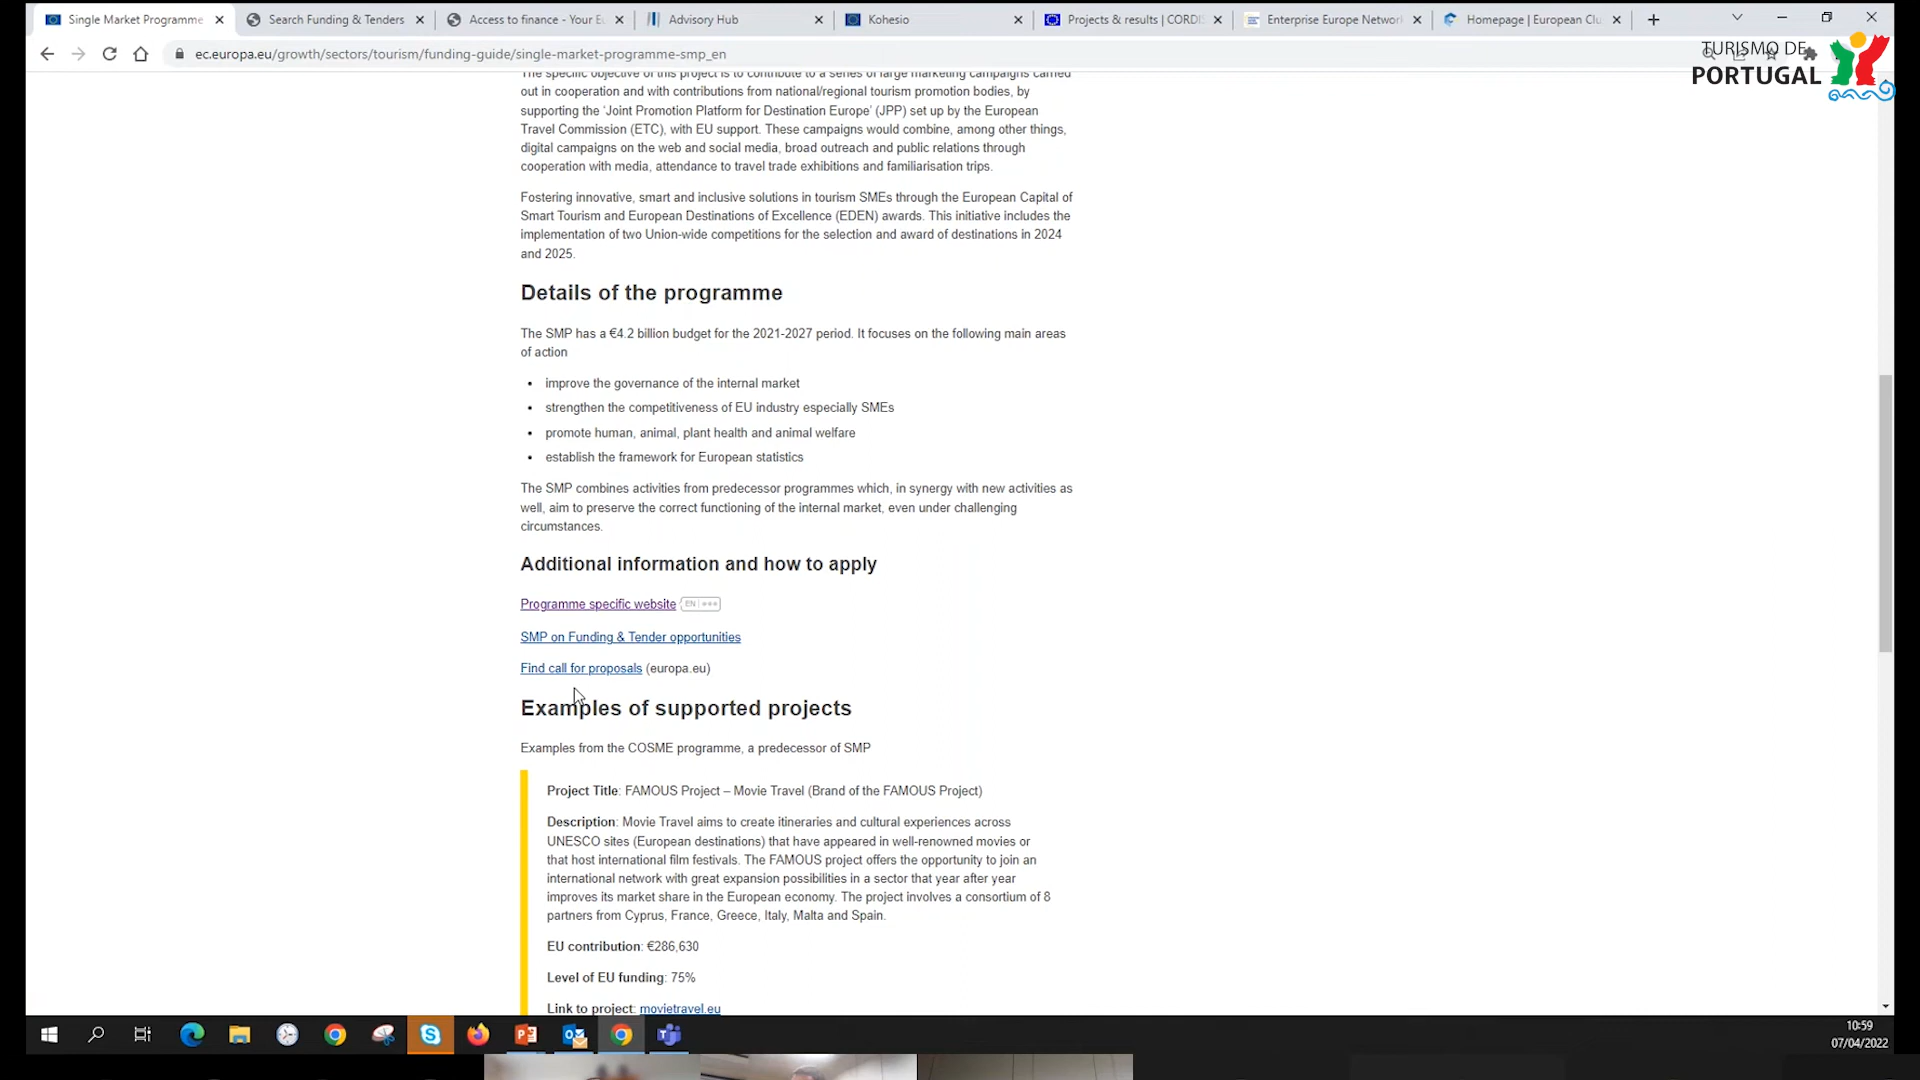 Single Market Programme
Search Funding & Tenders
Access to finance - Your E
Advisory Hub
Kohesio
Projects & results | CORDI
Enterprise Europe Networ
Homepage | European Clu
ec.europa.eu/growth/sectors/tourism/funding-guide/single-market-programme-smp_en
TURISMO DE
PORTUGAL
The specific objective of this project is to contribute to a series of large marketing campaigns carried
out in cooperation and with contributions from national/regional tourism promotion bodies, by
supporting the ‘Joint Promotion Platform for Destination Europe’ (JPP) set up by the European
Travel Commission (ETC), with EU support. These campaigns would combine, among other things,
digital campaigns on the web and social media, broad outreach and public relations through
cooperation with media, attendance to travel trade exhibitions and familiarisation trips.
Fostering innovative, smart and inclusive solutions in tourism SMEs through the European Capital of
Smart Tourism and European Destinations of Excellence (EDEN) awards. This initiative includes the
implementation of two Union-wide competitions for the selection and award of destinations in 2024
and 2025.
Details of the programme
The SMP has a €4.2 billion budget for the 2021-2027 period. It focuses on the following main areas
of action
• improve the governance of the internal market
• strengthen the competitiveness of EU industry especially SMEs
• promote human, animal, plant health and animal welfare
• establish the framework for European statistics
The SMP combines activities from predecessor programmes which, in synergy with new activities as
well, aim to preserve the correct functioning of the internal market, even under challenging
circumstances.
Additional information and how to apply
Programme specific website EN
SMP on Funding & Tender opportunities
Find call for proposals (europa.eu)
Examples of supported projects
Examples from the COSME programme, a predecessor of SMP
Project Title: FAMOUS Project – Movie Travel (Brand of the FAMOUS Project)
Description: Movie Travel aims to create itineraries and cultural experiences across
UNESCO sites (European destinations) that have appeared in well-renowned movies or
that host international film festivals. The FAMOUS project offers the opportunity to join an
international network with great expansion possibilities in a sector that year after year
improves its market share in the European economy. The project involves a consortium of 8
partners from Cyprus, France, Greece, Italy, Malta and Spain.
EU contribution: €286,630
Level of EU funding: 75%
Link to project: movietravel.eu
10:59
07/04/2022